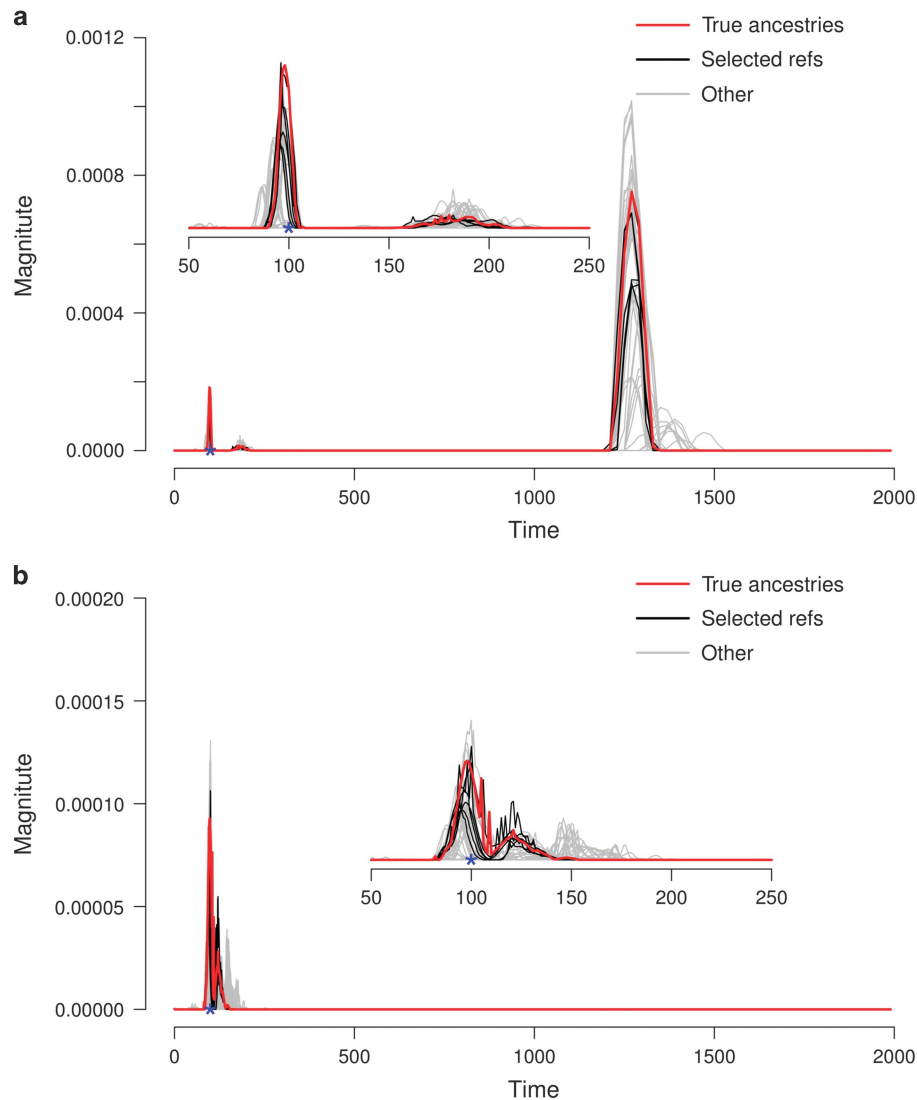 a
True ancestries
Selected refs
Other
Magnitute
0.0012
0.0008
0.0004
0.0000
50 100 150 200 250
*
*
0 500 1000 1500 2000
Time
b
True ancestries
Selected refs
Other
Magnitute
0.00020
0.00015
0.00010
0.00005
0.00000
*
50 100 150 200 250
*
0 500 1000 1500 2000
Time